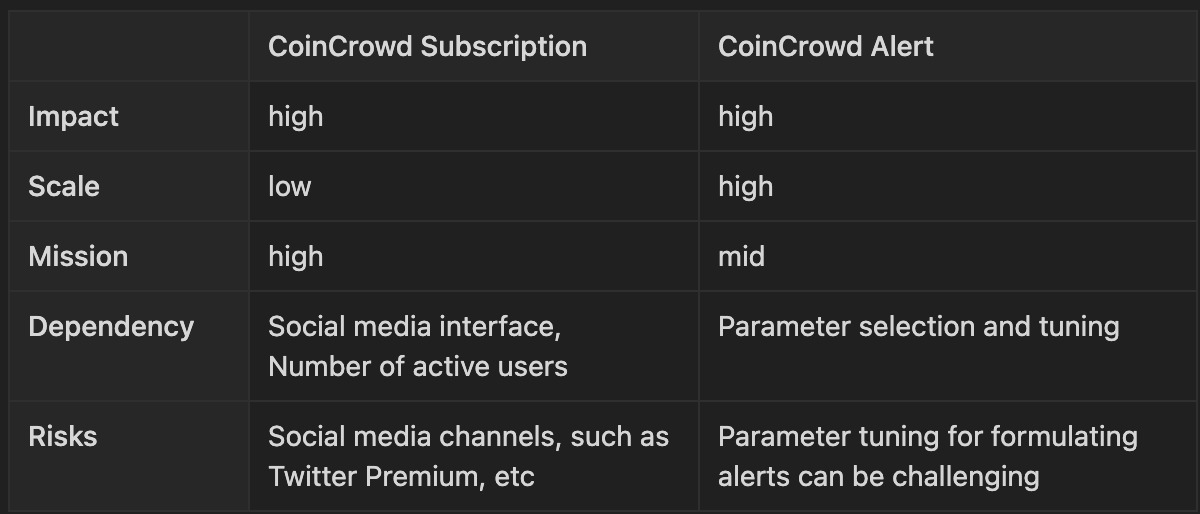 CoinCrowd Subscription
CoinCrowd Alert
Impact
high
high
Scale
low
high
Mission
high
mid
Dependency
Social media interface,
Number of active users
Parameter selection and tuning
Risks
Social media channels, such as
Twitter Premium, etc
Parameter tuning for formulating
alerts can be challenging